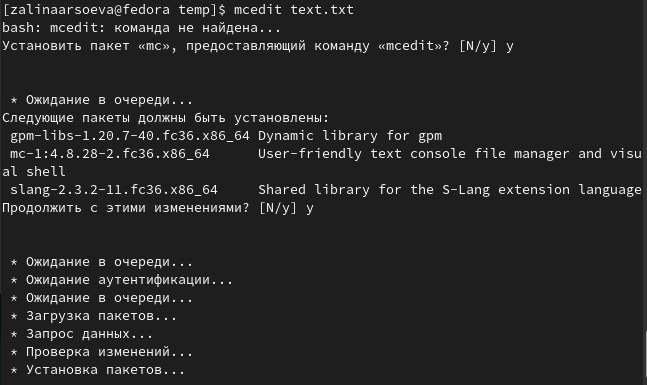 [zalinaarsoeva@fedora temp]$ mcedit text.txt
bash: mcedit: команда не найдена...
Установить пакет «mc», предоставляющий команду «mcedit»? [N/y] y
* Ожидание в очереди...
Следующие пакеты должны быть установлены:
gpm-libs-1.20.7-40.fc36.x86_64 Dynamic library for gpm
mc-1:4.8.28-2.fc36.x86_64 User-friendly text console file manager and visu
al shell
slang-2.3.2-11.fc36.x86_64 Shared library for the S-Lang extension language
Продолжить с этими изменениями? [N/y] y
* Ожидание в очереди...
* Ожидание аутентификации...
* Ожидание в очереди...
* Загрузка пакетов...
* Запрос данных...
* Проверка изменений...
* Установка пакетов...